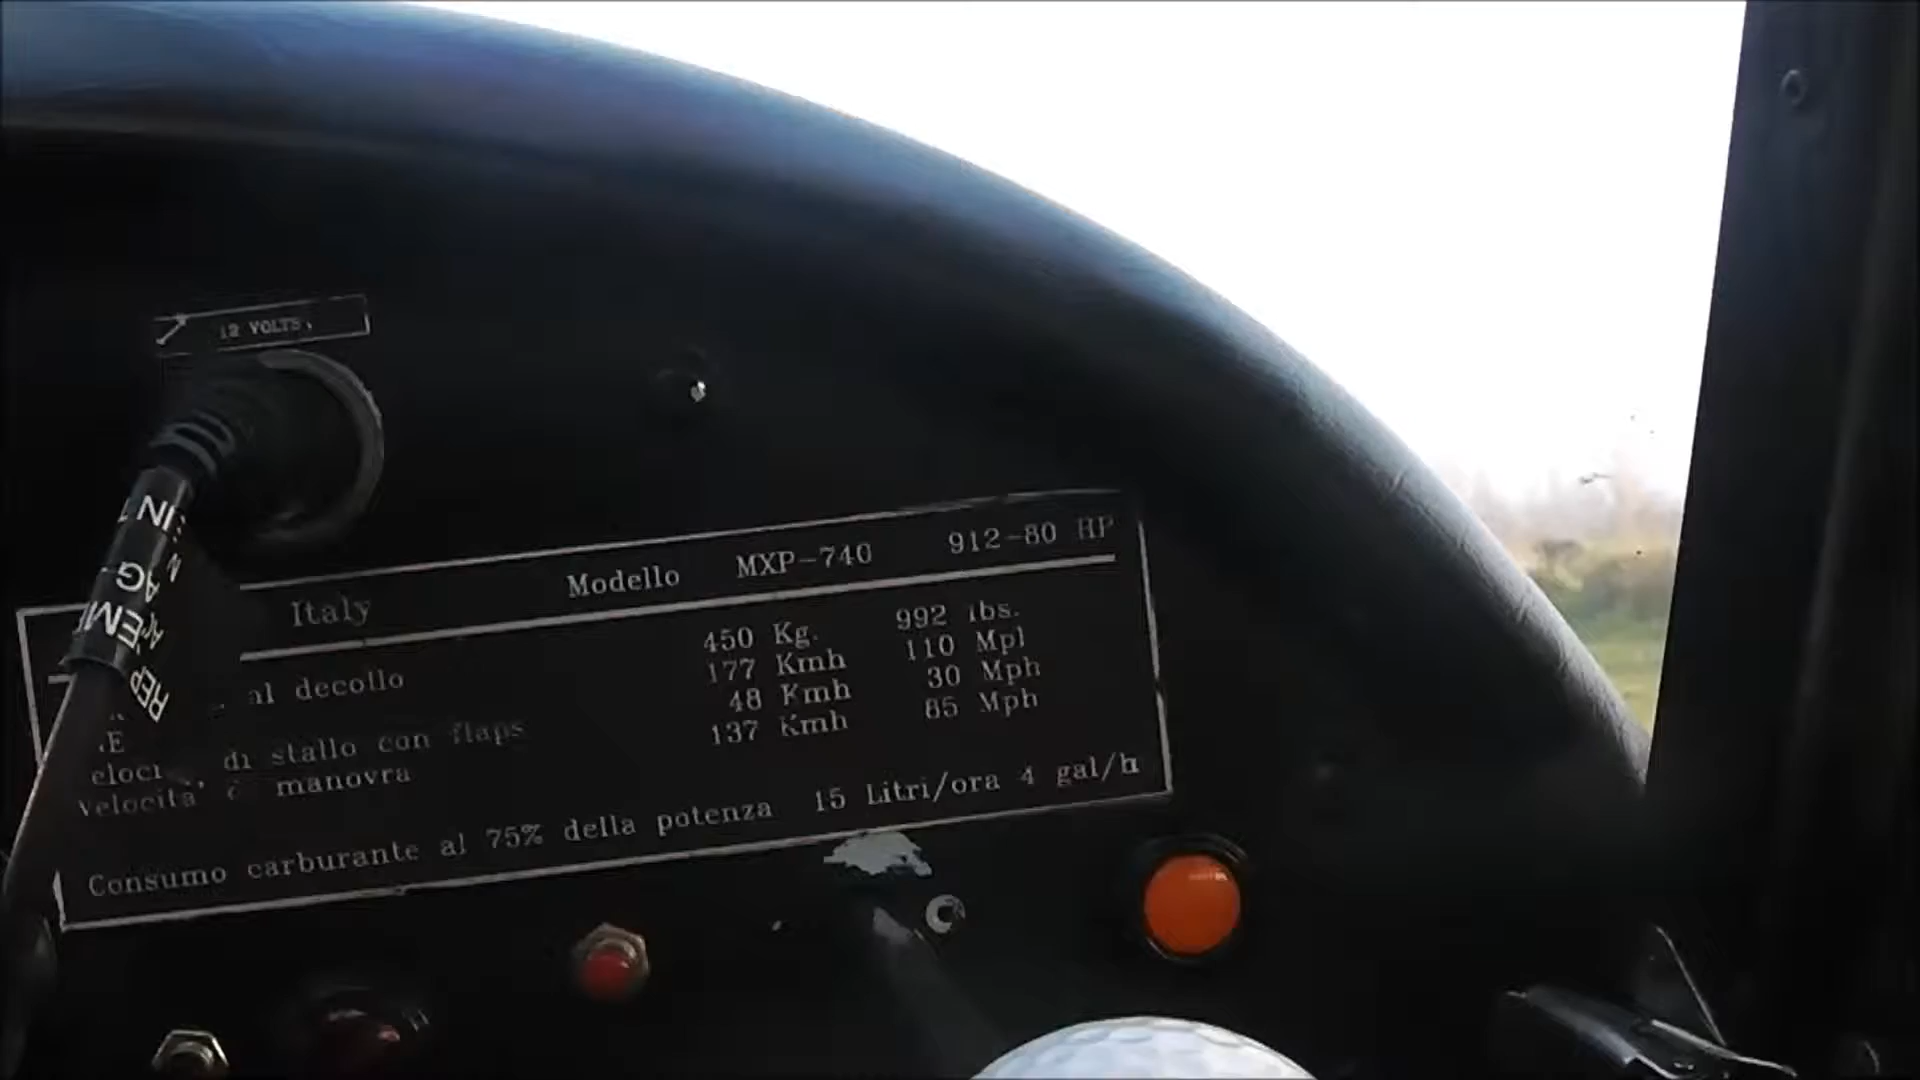 12 VOLTS
Italy Modello MXP-740 912-80 HP
al decollo 450 Kg. 992 lbs.
177 Kmh 110 Mpl
di stallo con flaps 48 Kmh 30 Mph
Velocita' manovra 137 Kmh 85 Mph
Consumo carburante al 75% della potenza 15 Litri/ora 4 gal/h